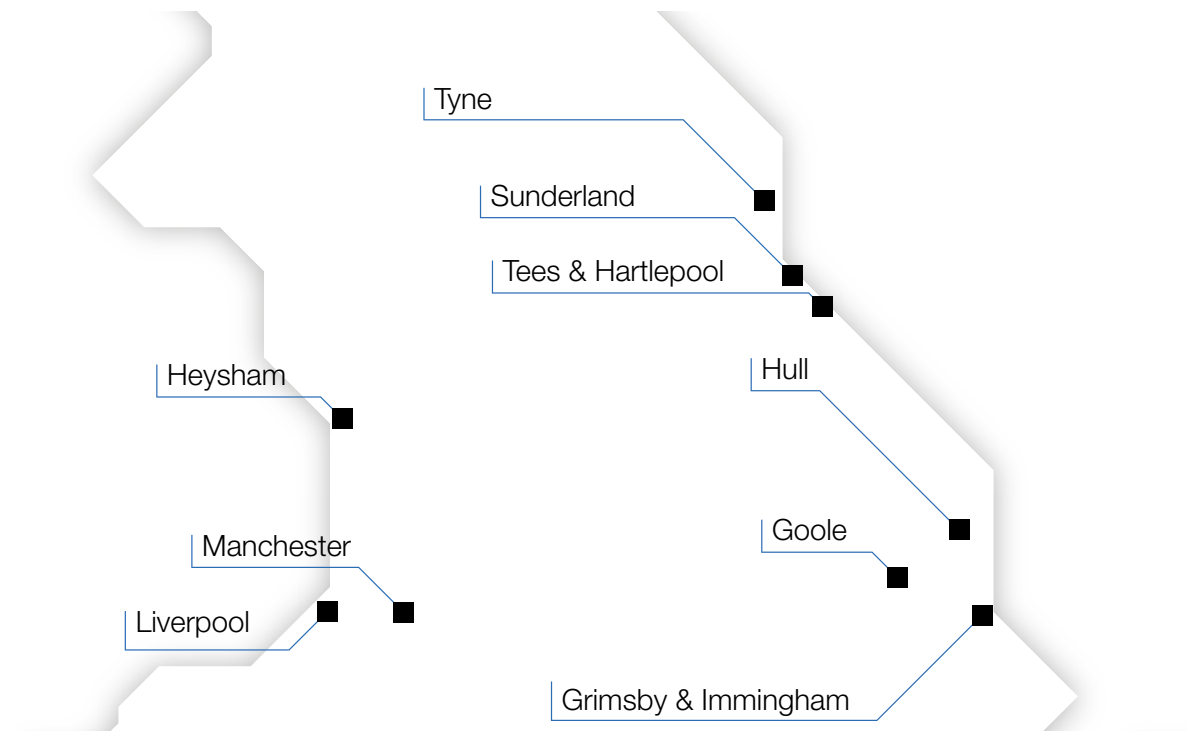 Tyne
Sunderland
Tees & Hartlepool
Hull
Heysham
Goole
Manchester
Liverpool
Grimsby & Immingham